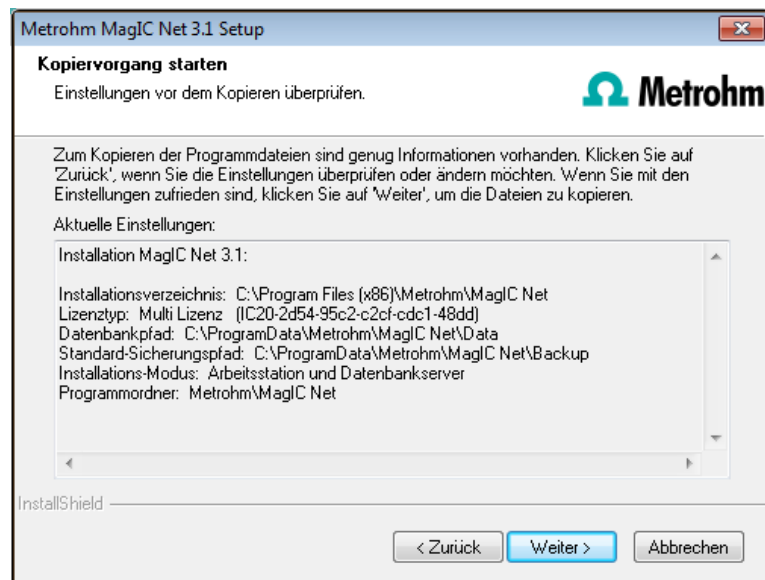 Metrohm MagIC Net 3.1 Setup
Kopiervorgang starten
Einstellungen vor dem Kopieren überprüfen.
Metrohm
Zum Kopieren der Programmdateien sind genug Informationen vorhanden. Klicken Sie auf
'Zurück', wenn Sie die Einstellungen überprüfen oder ändern möchten. Wenn Sie mit den
Einstellungen zufrieden sind, klicken Sie auf 'Weiter', um die Dateien zu kopieren.
Aktuelle Einstellungen:
Installation MagIC Net 3.1:
Installationsverzeichnis: C:\Program Files (x86)\Metrohm\MagIC Net
Lizenztyp: Multi Lizenz (IC20-2d54-95c2-c2cf-cdc1-48dd)
Datenbankpfad: C:\ProgramData\Metrohm\MagIC Net\Data
Standard-Sicherungspfad: C:\ProgramData\Metrohm\MagIC Net\Backup
Installations-Modus: Arbeitsstation und Datenbankserver
Programmordner: Metrohm\MagIC Net
InstallShield
< Zurück Weiter > Abbrechen